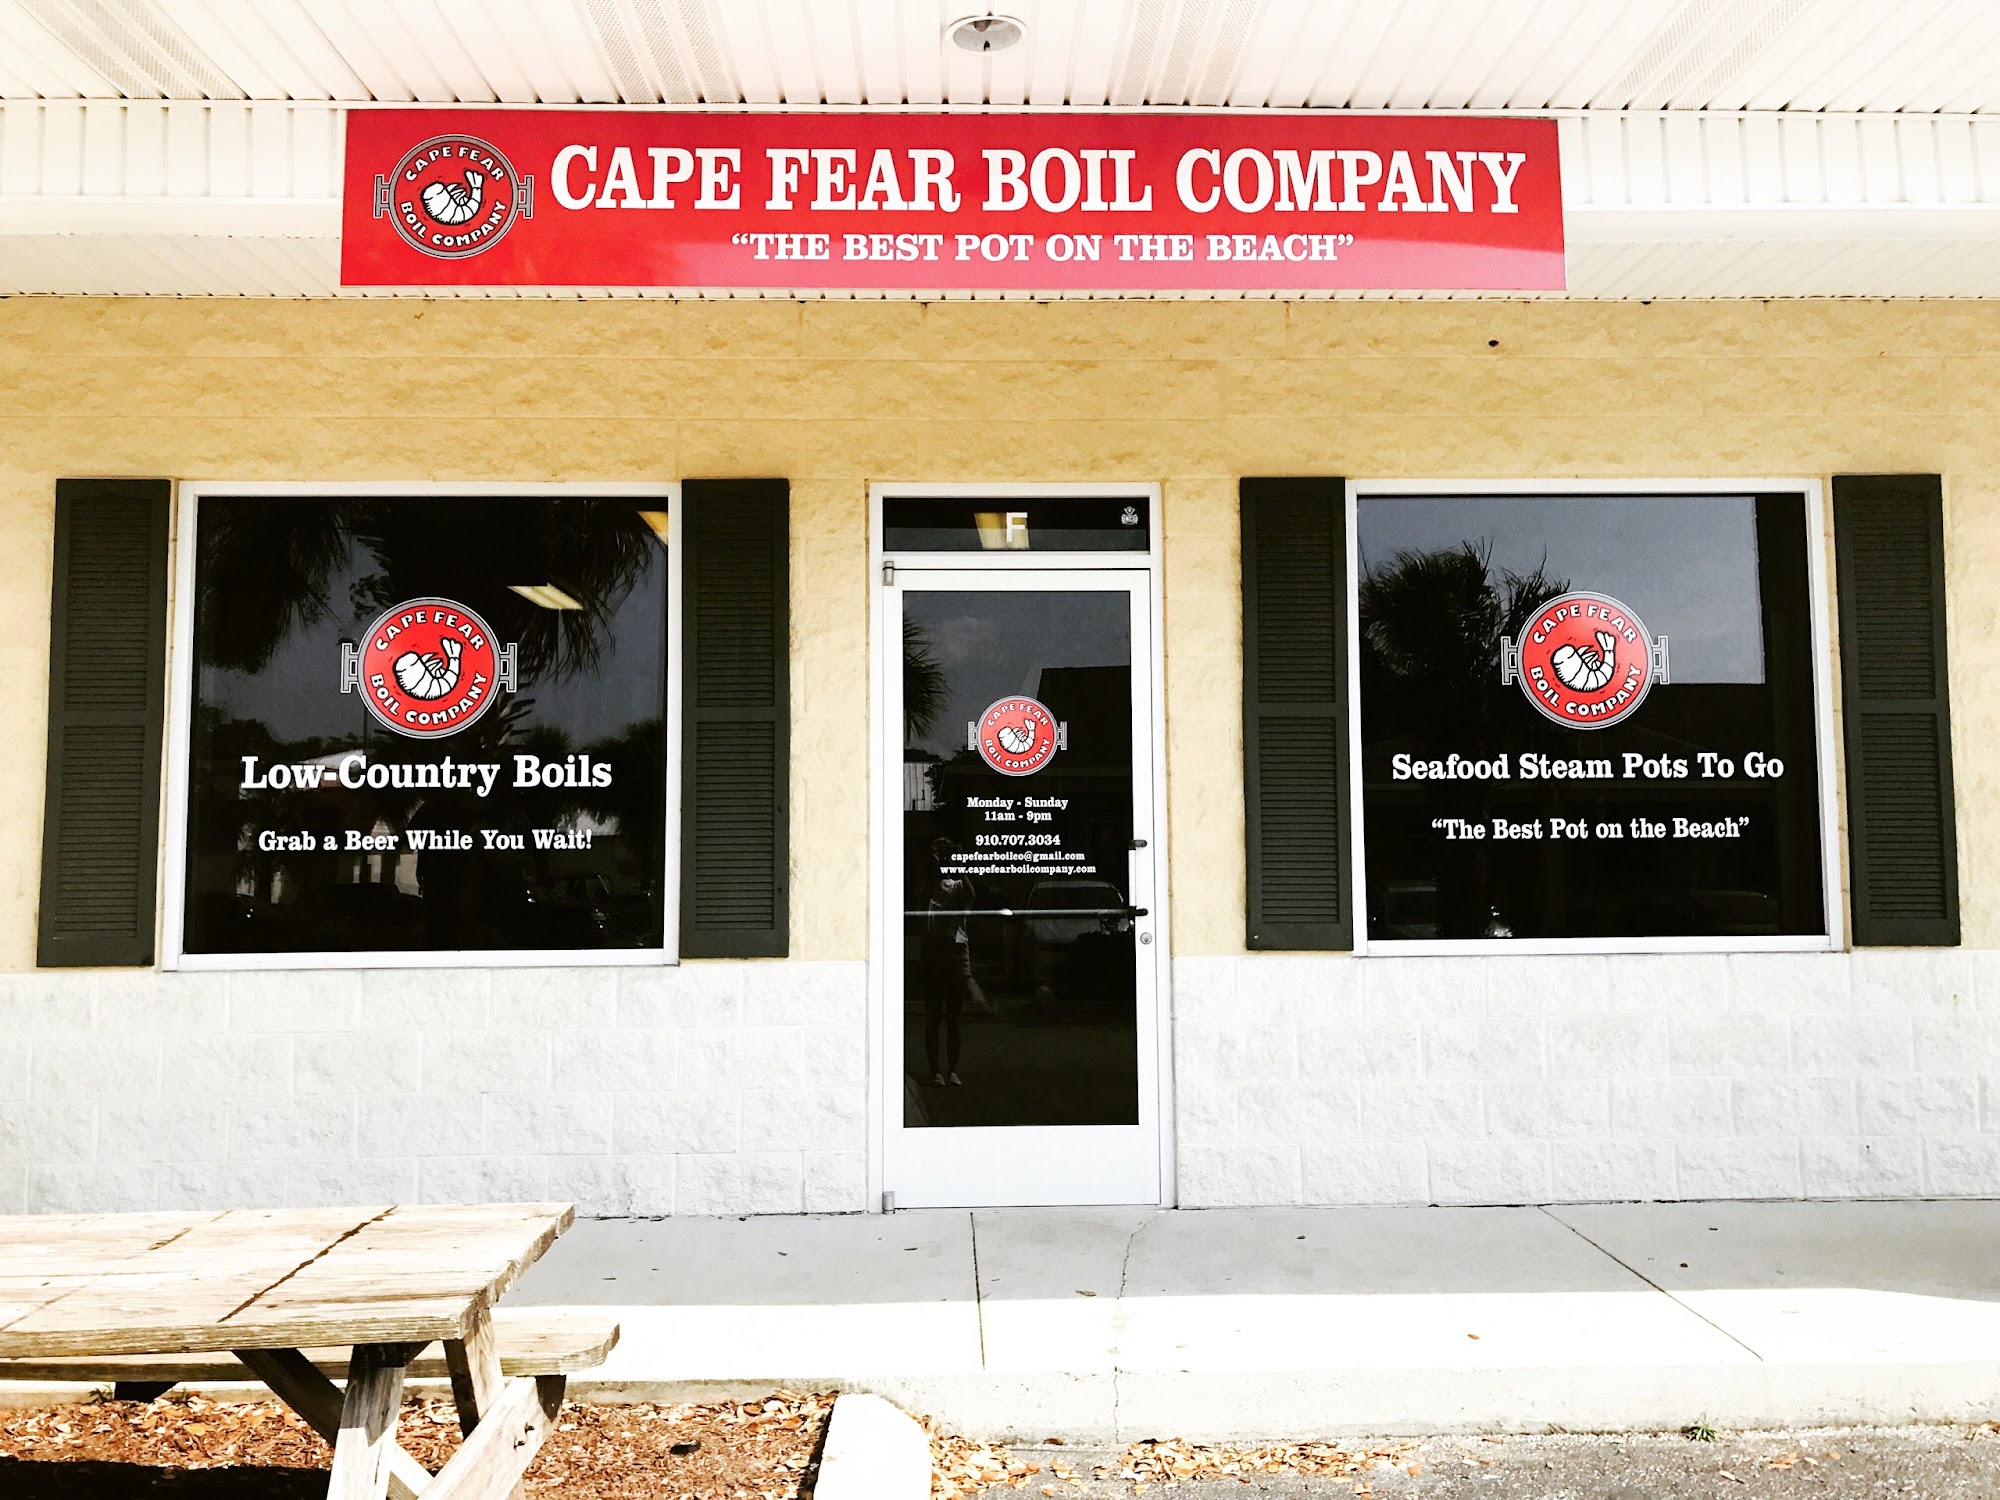 CAPE FEAR
BOIL COMPANY
CAPE FEAR BOIL COMPANY
“THE BEST POT ON THE BEACH”
F
CAPE FEAR
BOIL COMPANY
Low-Country Boils
Grab a Beer While You Wait!
CAPE FEAR
BOIL COMPANY
Monday - Sunday
11am - 9pm
910.707.3034
capefearboilco@gmail.com
www.capefearboilcompany.com
CAPE FEAR
BOIL COMPANY
Seafood Steam Pots To Go
“The Best Pot on the Beach”